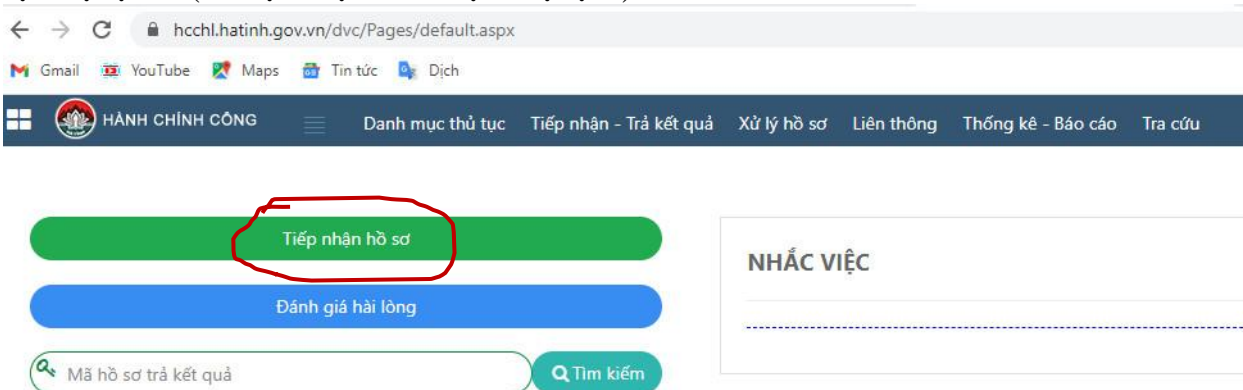 hcchl.hatinh.gov.vn/dvc/Pages/default.aspx
Gmail YouTube Maps Tin tức Dịch
HÀNH CHÍNH CÔNG Danh mục thủ tục Tiếp nhận - Trả kết quả Xử lý hồ sơ Liên thông Thống kê - Báo cáo Tra cứu
Tiếp nhận hồ sơ
NHẮC VIỆC
Đánh giá hài lòng
Mã hồ sơ trả kết quả Tìm kiếm